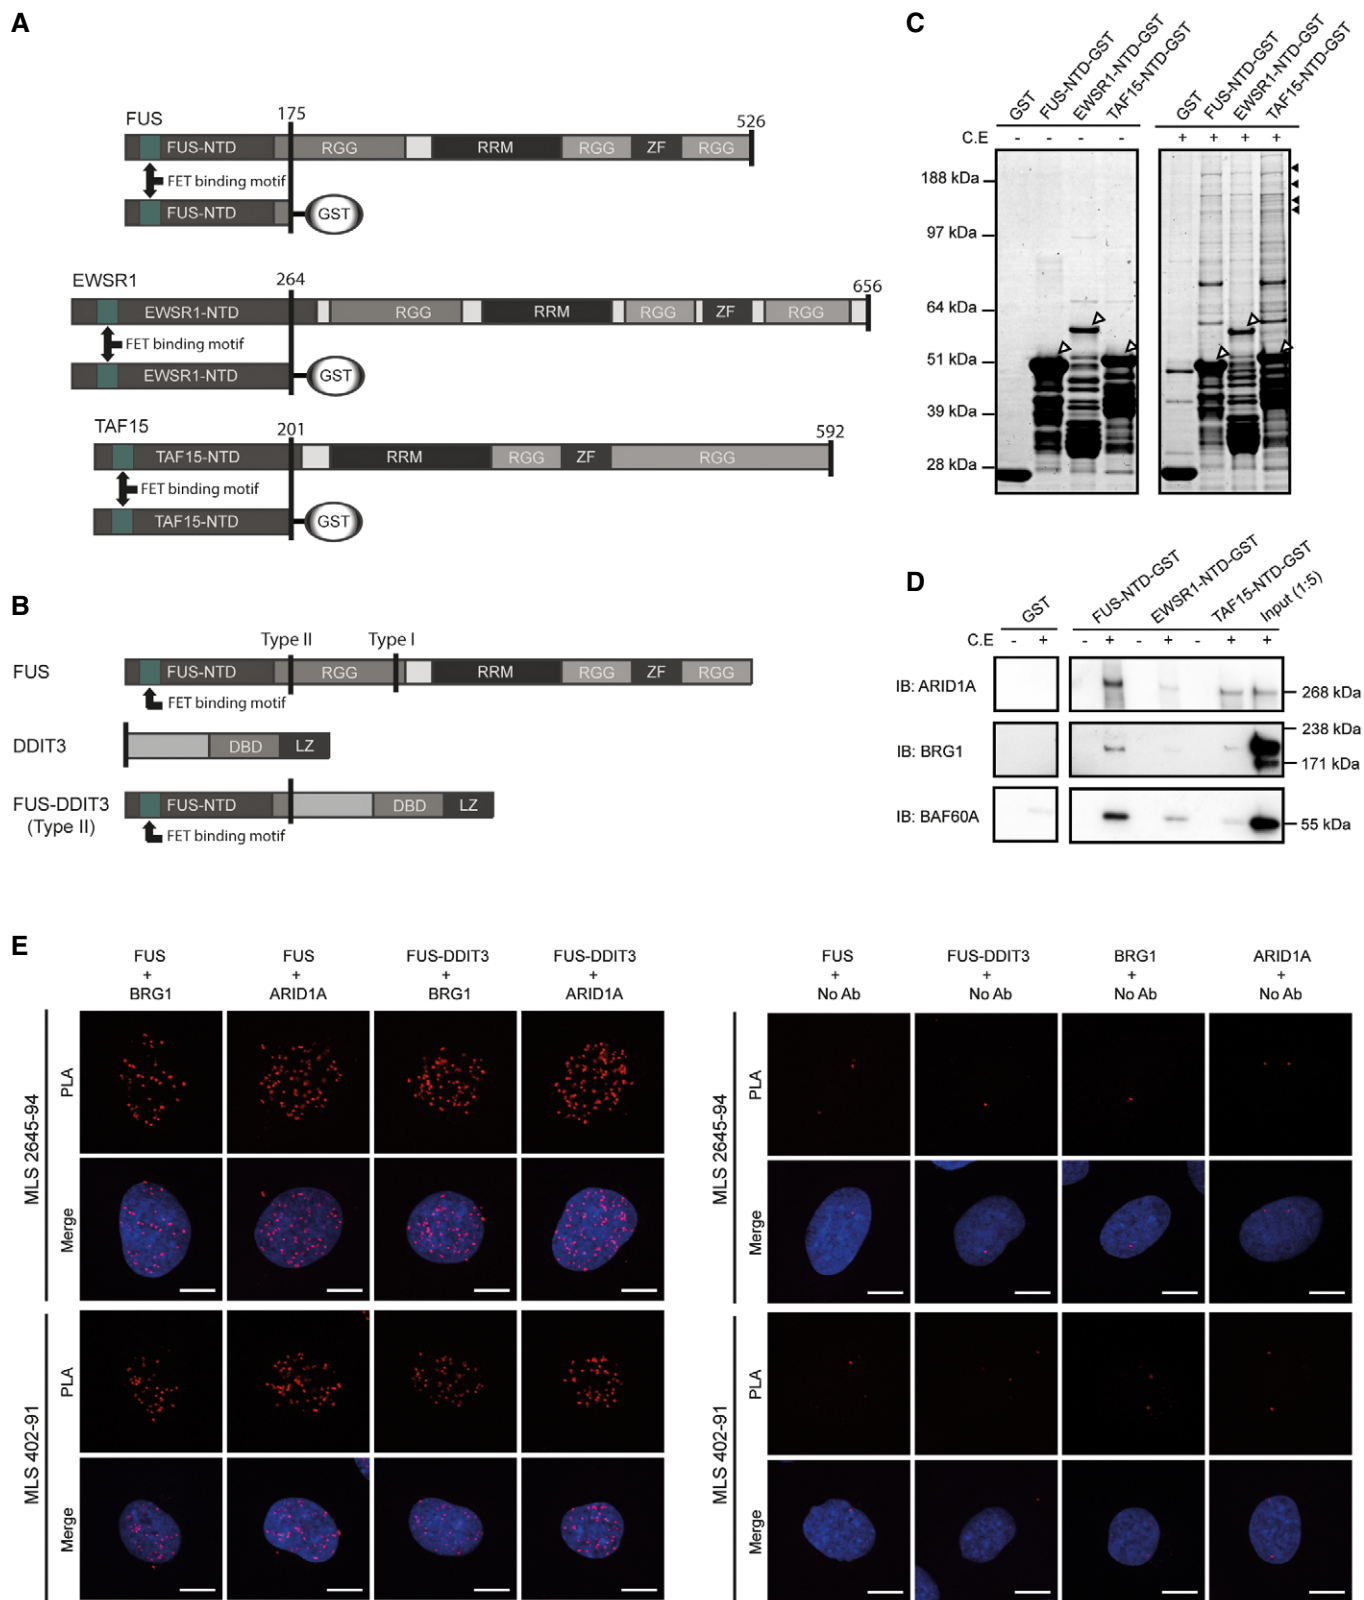 A
FUS
175
526
FUS-NTD
RGG
RRM
RGG
ZF
RGG
FET binding motif
FUS-NTD
GST
EWSR1
264
656
EWSR1-NTD
RGG
RRM
RGG
ZF
RGG
FET binding motif
EWSR1-NTD
GST
TAF15
201
592
TAF15-NTD
RRM
RGG
ZF
RGG
FET binding motif
TAF15-NTD
GST
B
Type II
Type I
FUS
FUS-NTD
RGG
RRM
RGG
ZF
RGG
FET binding motif
DDIT3
DBD
LZ
FUS-DDIT3
(Type II)
FUS-NTD
DBD
LZ
FET binding motif
C
GST
FUS-NTD-GST
EWSR1-NTD-GST
TAF15-NTD-GST
GST
FUS-NTD-GST
EWSR1-NTD-GST
TAF15-NTD-GST
C.E - - - - + + + +
188 kDa
97 kDa
64 kDa
51 kDa
39 kDa
28 kDa
D
GST
FUS-NTD-GST
EWSR1-NTD-GST
TAF15-NTD-GST
Input (1:5)
C.E - + - + - + - + +
IB: ARID1A
268 kDa
238 kDa
IB: BRG1
171 kDa
IB: BAF60A
55 kDa
E
FUS
+
BRG1
FUS
+
ARID1A
FUS-DDIT3
+
BRG1
FUS-DDIT3
+
ARID1A
FUS
+
No Ab
FUS-DDIT3
+
No Ab
BRG1
+
No Ab
ARID1A
+
No Ab
MLS 2645-94
PLA
Merge
MLS 402-91
PLA
Merge
MLS 2645-94
PLA
Merge
MLS 402-91
PLA
Merge